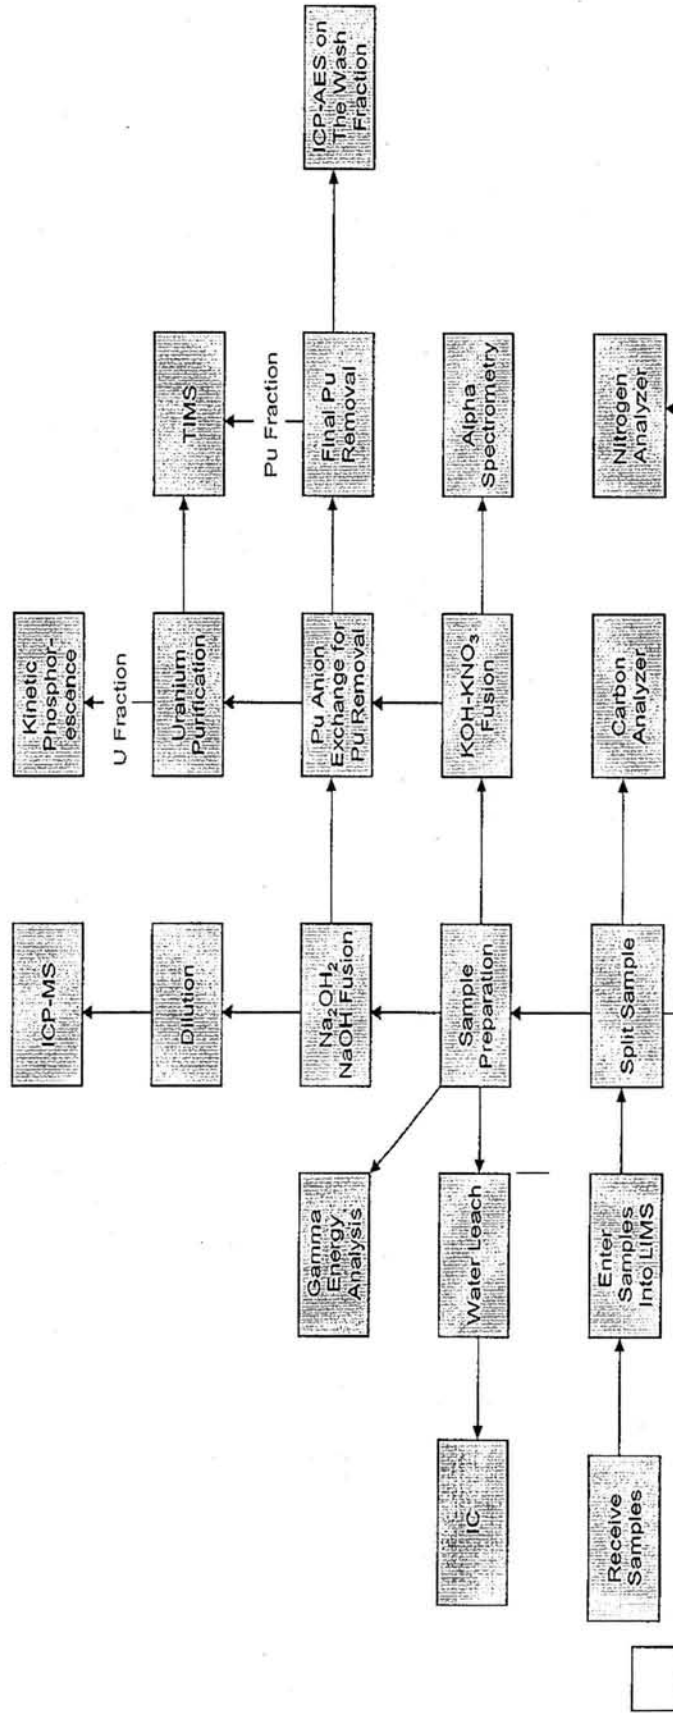 Kinetic
Phosphor-
escence
ICP-MS
U Fraction
TIMS
Uranium
Purification
Dilution
Pu Fraction
ICP-AES on
The Wash
Fraction
Final Pu
Removal
Pu Anion
Exchange for
Pu Removal
Na₂OH₂
NaOH Fusion
Gamma
Energy
Analysis
Alpha
Spectrometry
KOH-KNO₃
Fusion
Sample
Preparation
Water Leach
IC
Nitrogen
Analyzer
Carbon
Analyzer
Split Sample
Enter
Samples
Into LIMS
Receive
Samples